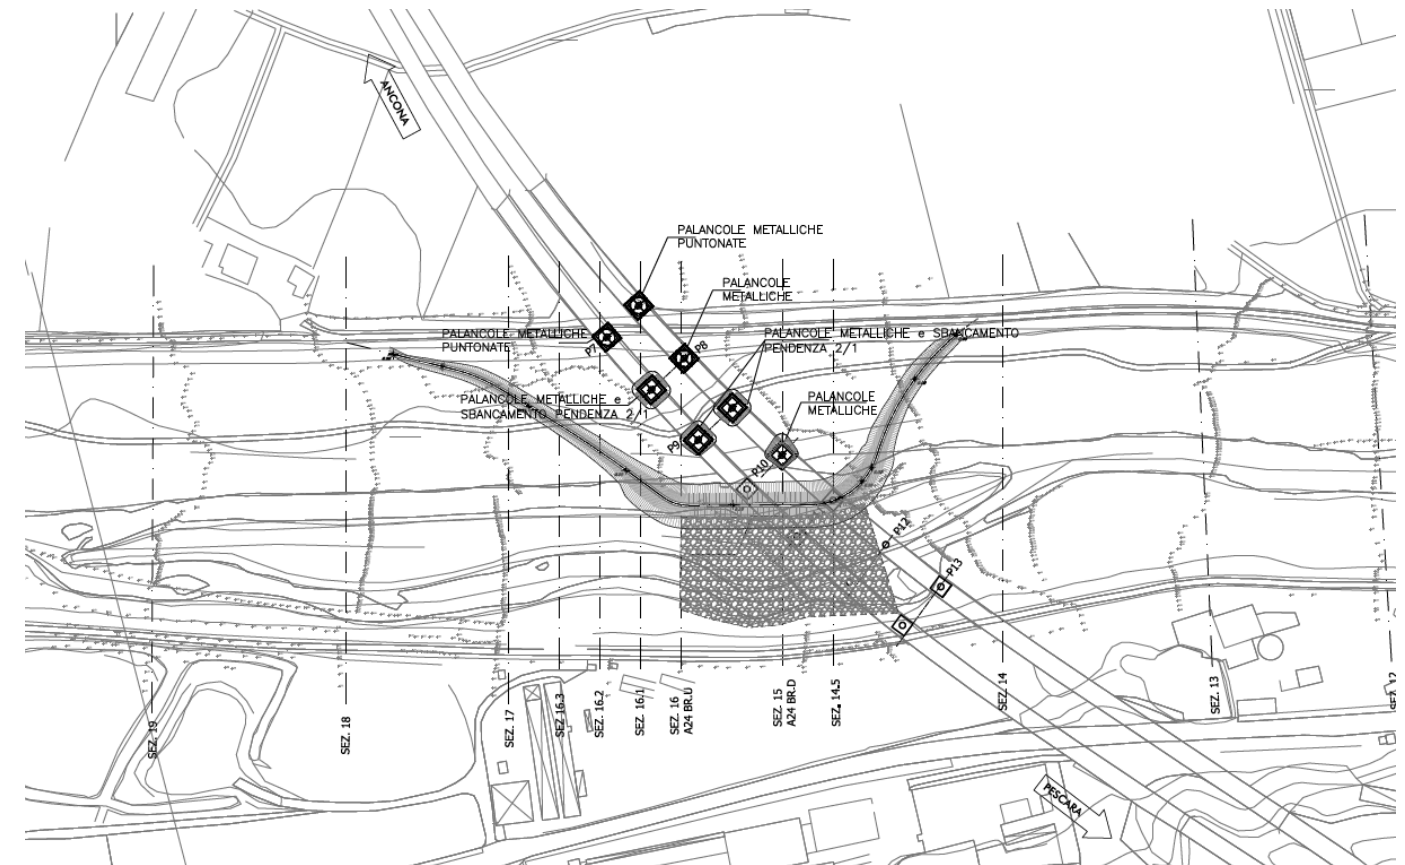 ANCONA
PALANCOLE METALLICHE
PUNTONATE
PALANCOLE
METALLICHE
PALANCOLE METALLICHE
PUNTONATE
P7
P8
PALANCOLE METALLICHE e SBANCAMENTO
PENDENZA 2/1
PALANCOLE METALLICHE e
SBANCAMENTO PENDENZA 2/1
PALANCOLE
METALLICHE
P9
P10
P12
P13
SEZ. 19
SEZ. 18
SEZ. 17
SEZ. 16.3
SEZ. 16.2
SEZ. 16.1
SEZ. 16
A24 BR.U
SEZ. 15
A24 BR.D
SEZ. 14.5
SEZ. 14
SEZ. 13
SEZ. 12
PESCARA